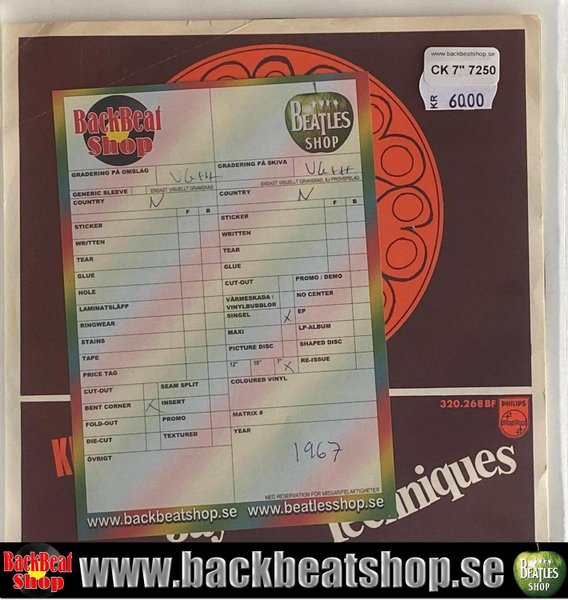 www.backbeatshop.se
CK 7" 7250
KR 60.00
BackBeat
Shop
BEATLES
SHOP
GRADERING PÅ OMSLAG VG++
GRADERING PÅ SKIVA VG++
GENERIC SLEEVE
ENDAST VISUELLT GRANSKAD
ENDAST VISUELLT GRANSKAD, EJ PROVSPELAD
COUNTRY N
COUNTRY N
F B
F B
STICKER
STICKER
WRITTEN
WRITTEN
TEAR
TEAR
GLUE
GLUE
HOLE
CUT-OUT
PROMO / DEMO
LAMINATSLÄPP
VÄRMESKADA /
VINYLBUBBLOR
NO CENTER
RINGWEAR
SINGEL X
EP
STAINS
MAXI
LP-ALBUM
TAPE
PICTURE DISC
SHAPED DISC
PRICE TAG
12" 10" 7" X
RE-ISSUE
CUT-OUT
SEAM SPLIT
COLOURED VINYL
BENT CORNER X
INSERT
FOLD-OUT
PROMO
MATRIX #
DIE-CUT
TEXTURED
YEAR
ÖVRIGT
1967
MED RESERVATION FÖR MISSAR/FELAKTIGHETER
www.backbeatshop.se www.beatlesshop.se
320.268 BF
PHILIPS
Techniques
BackBeat
Shop
www.backbeatshop.se
BEATLES
SHOP